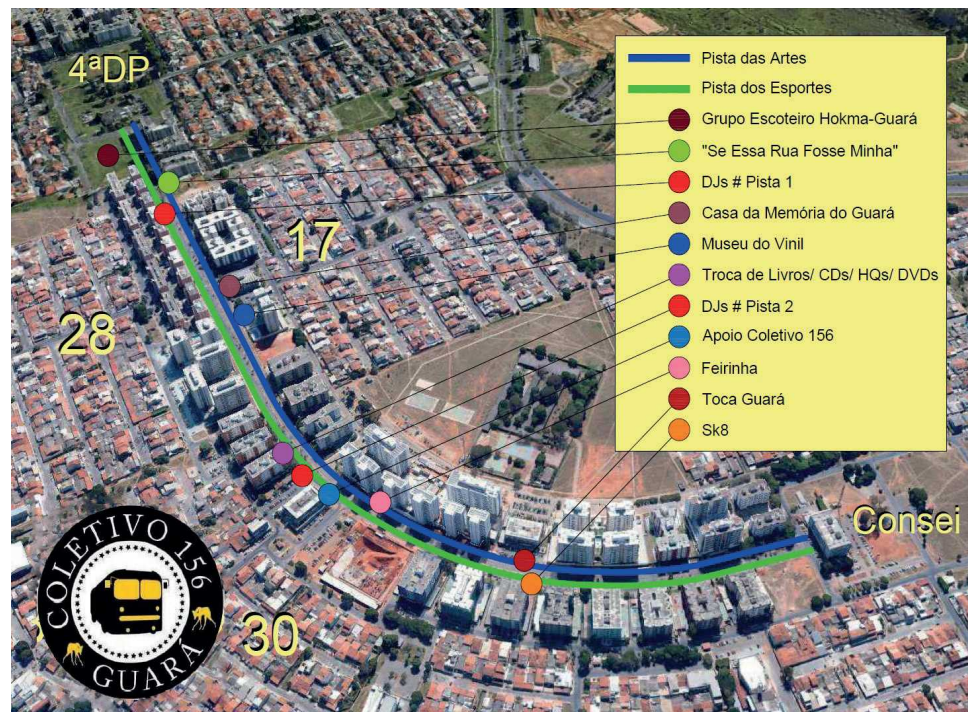 4ªDP
17
28
30
Consei
Pista das Artes
Pista dos Esportes
Grupo Escoteiro Hokma-Guará
"Se Essa Rua Fosse Minha"
DJs # Pista 1
Casa da Memória do Guará
Museu do Vinil
Troca de Livros/ CDs/ HQs/ DVDs
DJs # Pista 2
Apoio Coletivo 156
Feirinha
Toca Guará
Sk8
COLETIVO 156
GUARÁ